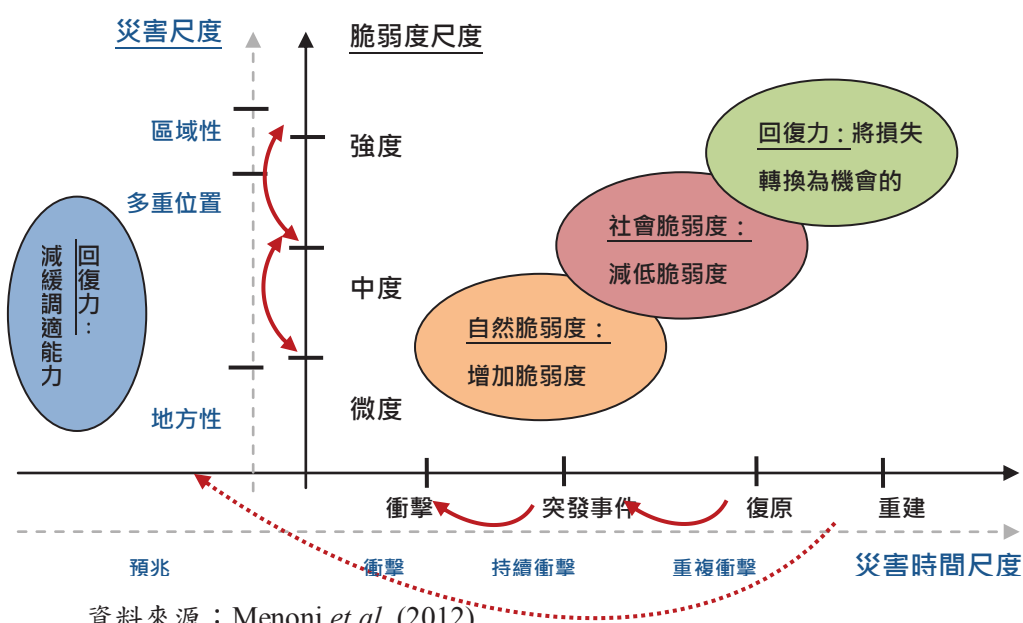 災害尺度
脆弱度尺度
區域性
多重位置
地方性
強度
中度
微度
回復力：
減緩調適能力
自然脆弱度：
增加脆弱度
社會脆弱度：
減低脆弱度
回復力：將損失
轉換為機會的
衝擊
突發事件
復原
重建
預兆
衝擊
持續衝擊
重複衝擊
災害時間尺度
資料來源：Menoni et al. (2012)